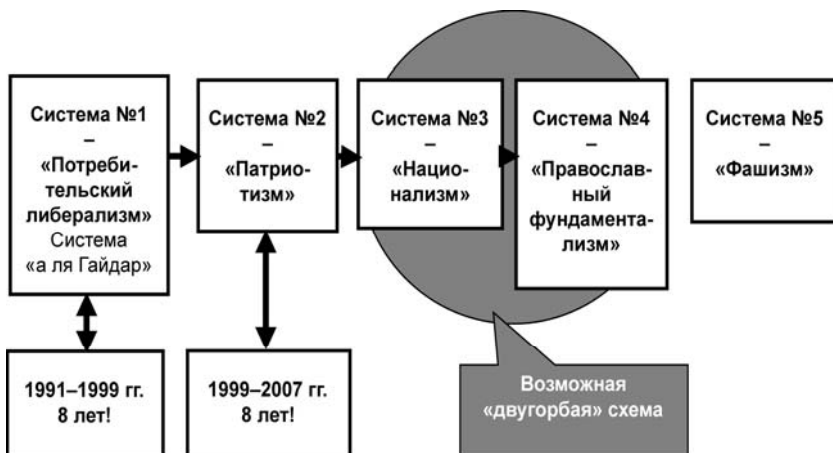 Система №1
–
«Потреби-
тельский
либерализм»
Система
«а ля Гайдар»
Система №2
–
«Патрио-
тизм»
Система №3
–
«Нацио-
нализм»
Система №4
–
«Православ-
ный
фундамента-
лизм»
Система №5
–
«Фашизм»
1991–1999 гг.
8 лет!
1999–2007 гг.
8 лет!
Возможная
«двугорбая» схема